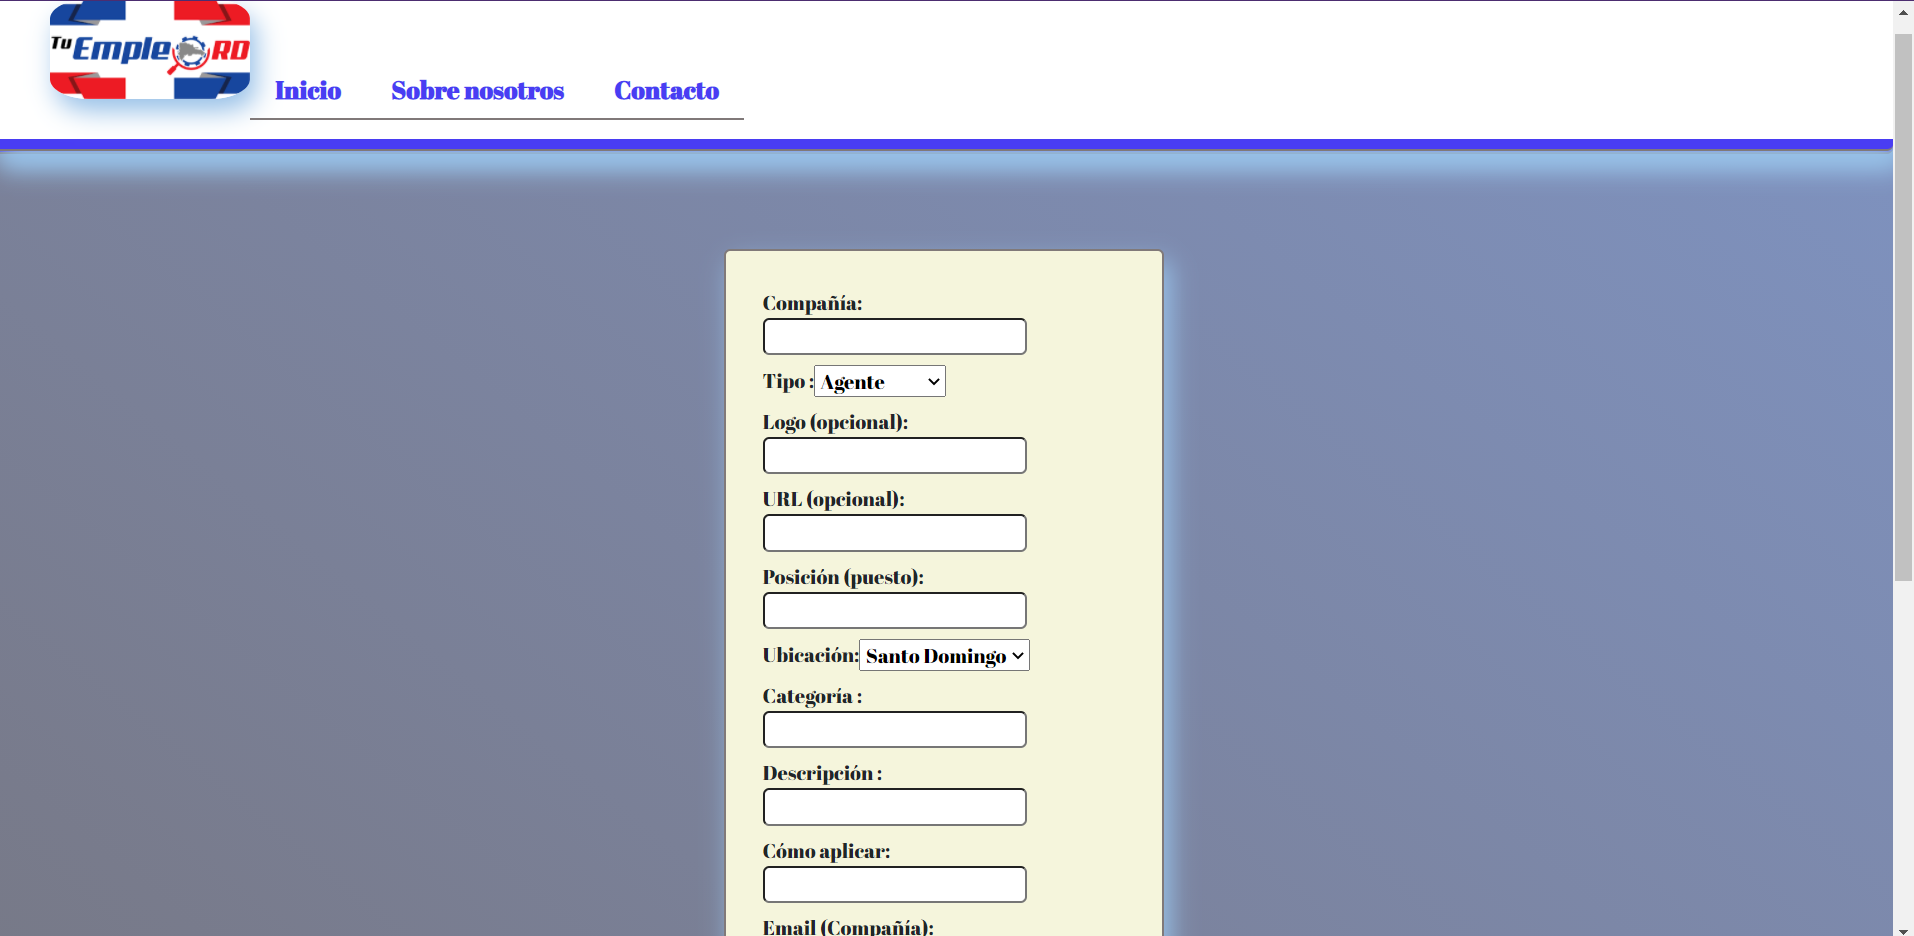 Tu Emple RD
Inicio Sobre nosotros Contacto
Compañía:
Tipo : Agente
Logo (opcional):
URL (opcional):
Posición (puesto):
Ubicación: Santo Domingo
Categoría :
Descripción :
Cómo aplicar:
Email (Compañía):